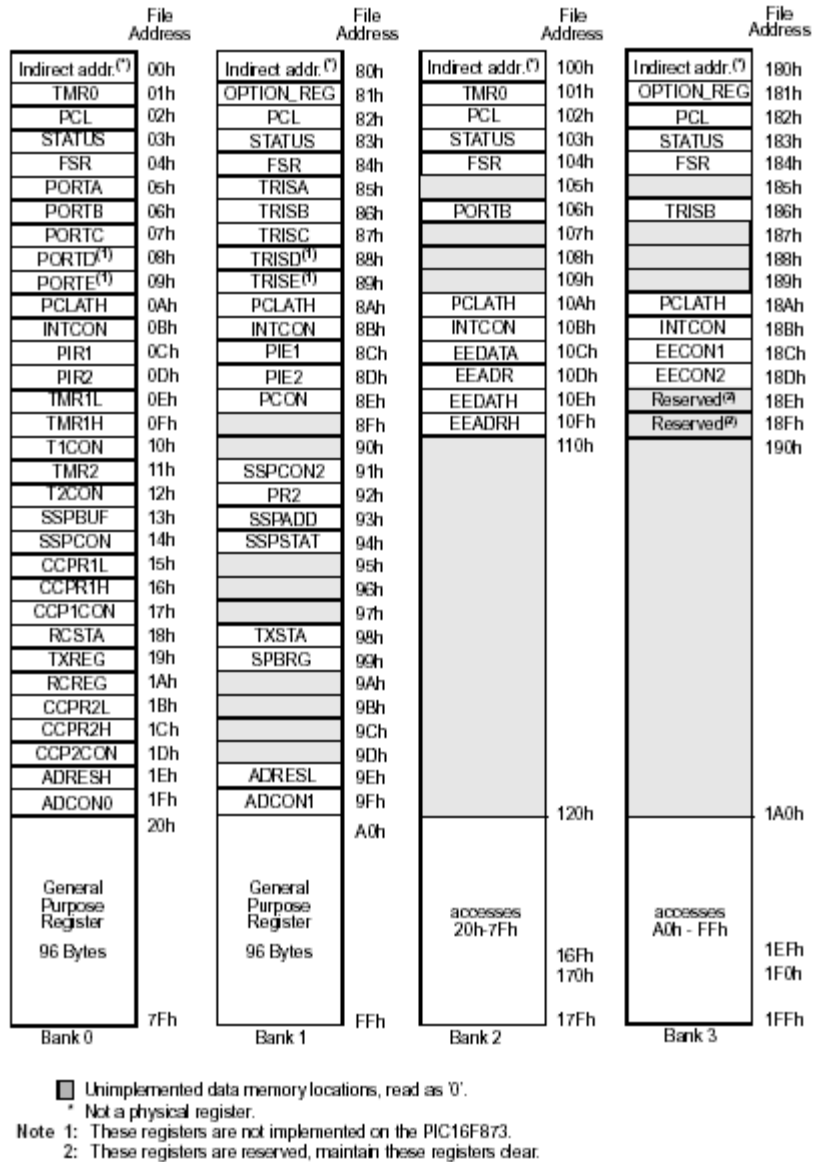 File Address File Address File Address File Address
Indirect addr.(*) 00h Indirect addr.(*) 80h Indirect addr.(*) 100h Indirect addr.(*) 180h
TMR0 01h OPTION_REG 81h TMR0 101h OPTION_REG 181h
PCL 02h PCL 82h PCL 102h PCL 182h
STATUS 03h STATUS 83h STATUS 103h STATUS 183h
FSR 04h FSR 84h FSR 104h FSR 184h
PORTA 05h TRISA 85h 105h 185h
PORTB 06h TRISB 86h PORTB 106h TRISB 186h
PORTC 07h TRISC 87h 107h 187h
PORTD(1) 08h TRISD(1) 88h 108h 188h
PORTE(1) 09h TRISE(1) 89h 109h 189h
PCLATH 0Ah PCLATH 8Ah PCLATH 10Ah PCLATH 18Ah
INTCON 0Bh INTCON 8Bh INTCON 10Bh INTCON 18Bh
PIR1 0Ch PIE1 8Ch EEDATA 10Ch EECON1 18Ch
PIR2 0Dh PIE2 8Dh EEADR 10Dh EECON2 18Dh
TMR1L 0Eh PCON 8Eh EEDATH 10Eh Reserved(2) 18Eh
TMR1H 0Fh 8Fh EEADRH 10Fh Reserved(2) 18Fh
T1CON 10h 90h 110h 190h
TMR2 11h SSPCON2 91h
T2CON 12h PR2 92h
SSPBUF 13h SSPADD 93h
SSPCON 14h SSPSTAT 94h
CCPR1L 15h 95h
CCPR1H 16h 96h
CCP1CON 17h 97h
RCSTA 18h TXSTA 98h
TXREG 19h SPBRG 99h
RCREG 1Ah 9Ah
CCPR2L 1Bh 9Bh
CCPR2H 1Ch 9Ch
CCP2CON 1Dh 9Dh
ADRESH 1Eh ADRESL 9Eh
ADCON0 1Fh ADCON1 9Fh
120h 1A0h
20h A0h
General General
Purpose Purpose
Register Register
accesses accesses
20h-7Fh A0h - FFh
96 Bytes 96 Bytes
16Fh 1EFh
170h 1F0h
7Fh FFh 17Fh 1FFh
Bank 0 Bank 1 Bank 2 Bank 3
Unimplemented data memory locations, read as '0'.
* Not a physical register.
Note 1: These registers are not implemented on the PIC16F873.
2: These registers are reserved, maintain these registers clear.